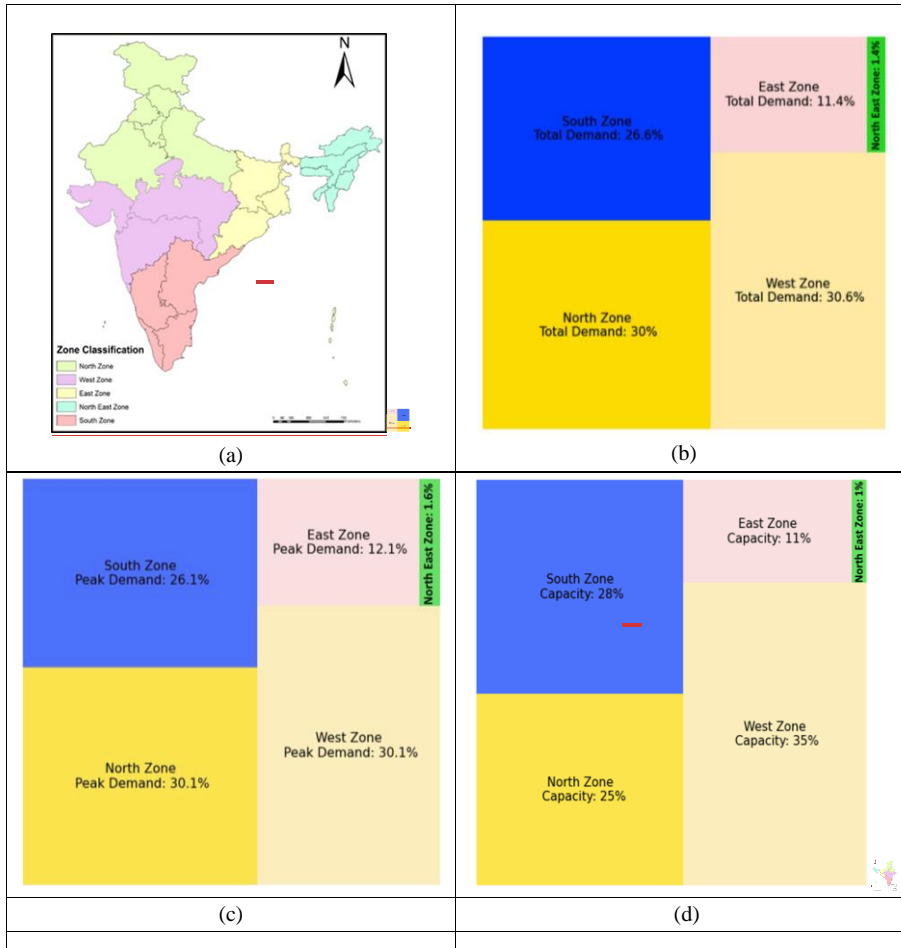 N
Zone Classification
North Zone
West Zone
East Zone
North East Zone
South Zone
(a)
South Zone
Total Demand: 26.6%
East Zone
Total Demand: 11.4%
North East Zone: 1.4%
North Zone
Total Demand: 30%
West Zone
Total Demand: 30.6%
(b)
South Zone
Peak Demand: 26.1%
East Zone
Peak Demand: 12.1%
North East Zone: 1.6%
North Zone
Peak Demand: 30.1%
West Zone
Peak Demand: 30.1%
(c)
South Zone
Capacity: 28%
East Zone
Capacity: 11%
North East Zone: 1%
North Zone
Capacity: 25%
West Zone
Capacity: 35%
(d)